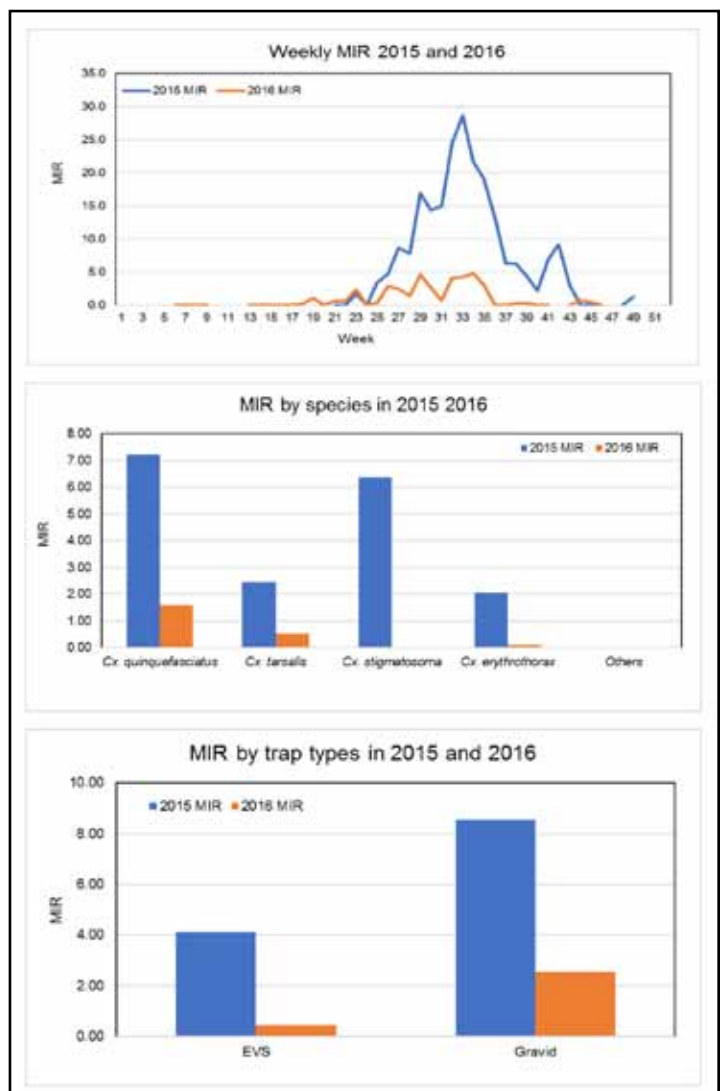 Weekly MIR 2015 and 2016
35.0
2015 MIR 2016 MIR
30.0
25.0
20.0
MIR
15.0
10.0
5.0
0.0
1 3 5 7 9 11 13 15 17 19 21 23 25 27 29 31 33 35 37 39 41 43 45 47 49 51
Week
MIR by species in 2015 2016
8.00
2015 MIR 2016 MIR
7.00
6.00
5.00
MIR
4.00
3.00
2.00
1.00
0.00
Cx. quinquefasciatus Cx. tarsalis Cx. stigmatosoma Cx. erythrothorax Others
MIR by trap types in 2015 and 2016
10.00
2015 MIR 2016 MIR
8.00
6.00
MIR
4.00
2.00
0.00
EVS Gravid